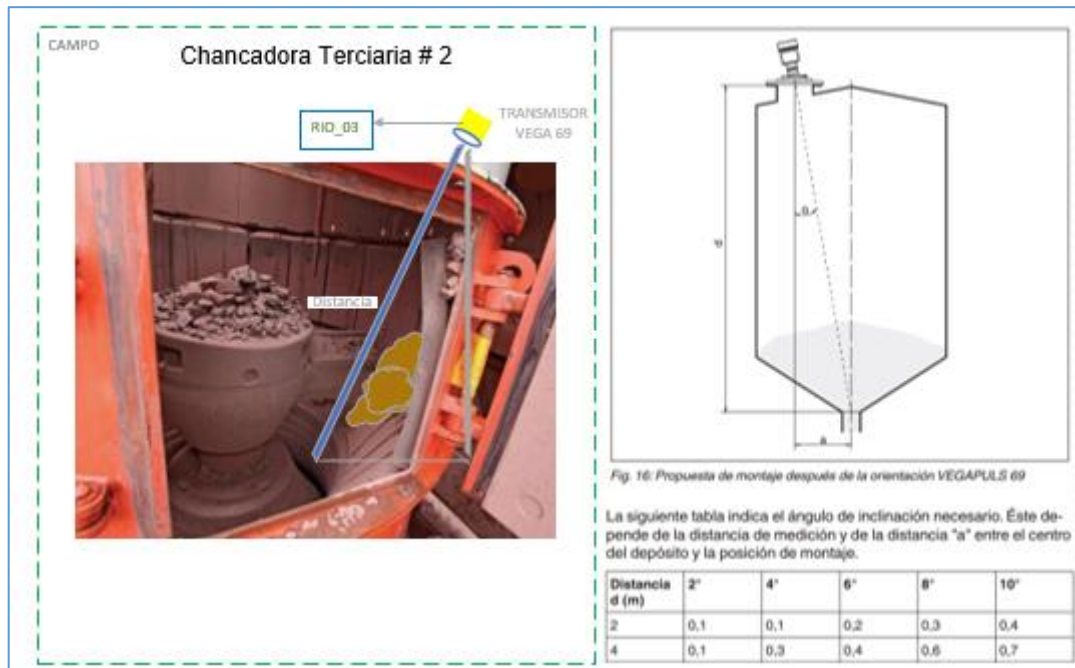 CAMPO
Chancadora Terciaria # 2
TRANSMISOR
VEGA 69
RIO_03
Distancia
d
a
Fig. 16: Propuesta de montaje después de la orientación VEGAPULS 69
La siguiente tabla indica el ángulo de inclinación necesario. Éste de-
pende de la distancia de medición y de la distancia "a" entre el centro
del depósito y la posición de montaje.
Distancia d (m) 2° 4° 6° 8° 10°
2 0,1 0,1 0,2 0,3 0,4
4 0,1 0,3 0,4 0,6 0,7